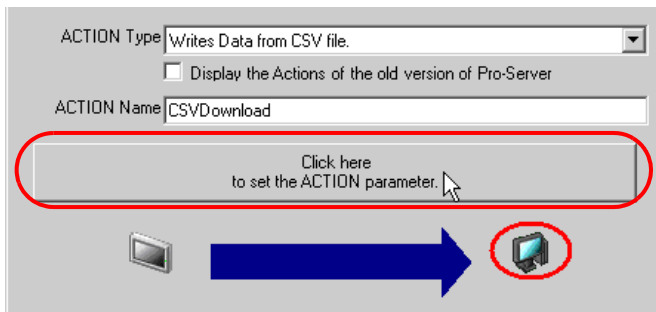 ACTION Type Writes Data from CSV file.
Display the Actions of the old version of Pro-Server
ACTION Name CSVDownload
Click here
to set the ACTION parameter.